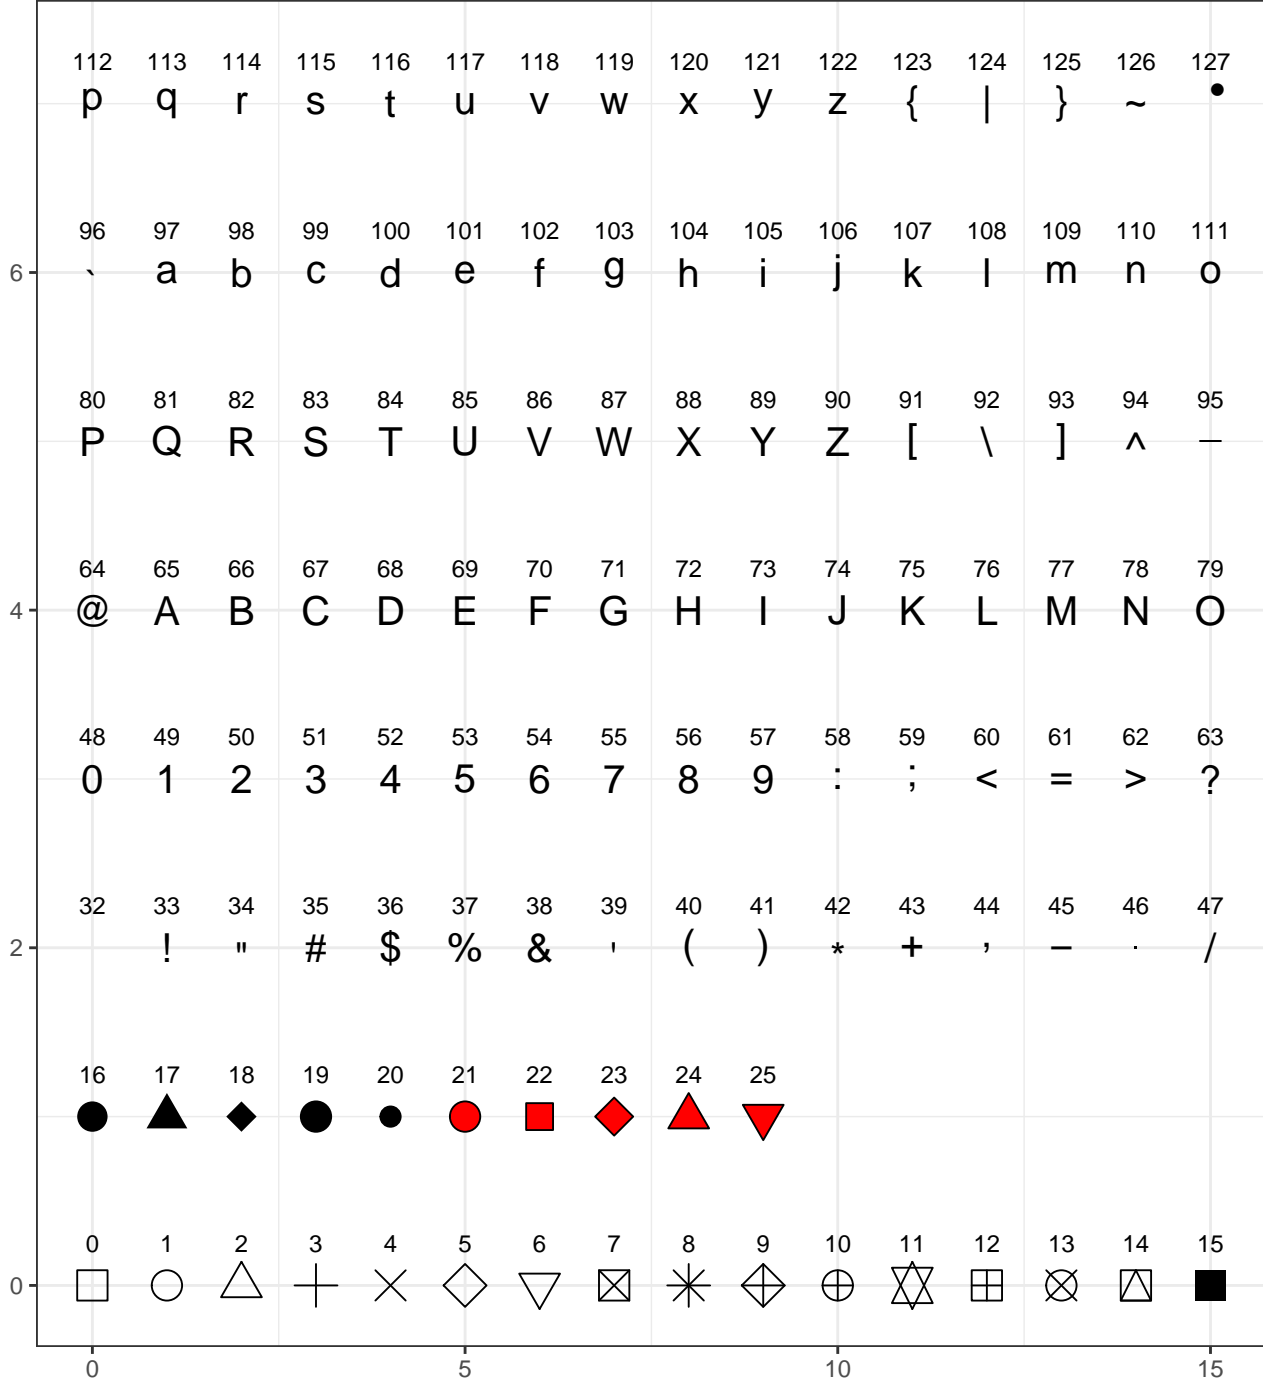 112 113 114 115 116 117 118 119 120 121 122 123 124 125 126 127
p q r s t u v w x y z { | } ~ •
96 97 98 99 100 101 102 103 104 105 106 107 108 109 110 111
6 ` a b c d e f g h i j k l m n o
80 81 82 83 84 85 86 87 88 89 90 91 92 93 94 95
P Q R S T U V W X Y Z [ \ ] ^ _
64 65 66 67 68 69 70 71 72 73 74 75 76 77 78 79
4 @ A B C D E F G H I J K L M N O
48 49 50 51 52 53 54 55 56 57 58 59 60 61 62 63
0 1 2 3 4 5 6 7 8 9 : ; < = > ?
32 33 34 35 36 37 38 39 40 41 42 43 44 45 46 47
2 ! " # $ % & ' ( ) * + , − . /
16 17 18 19 20 21 22 23 24 25
0 1 2 3 4 5 6 7 8 9 10 11 12 13 14 15
0
0 5 10 15